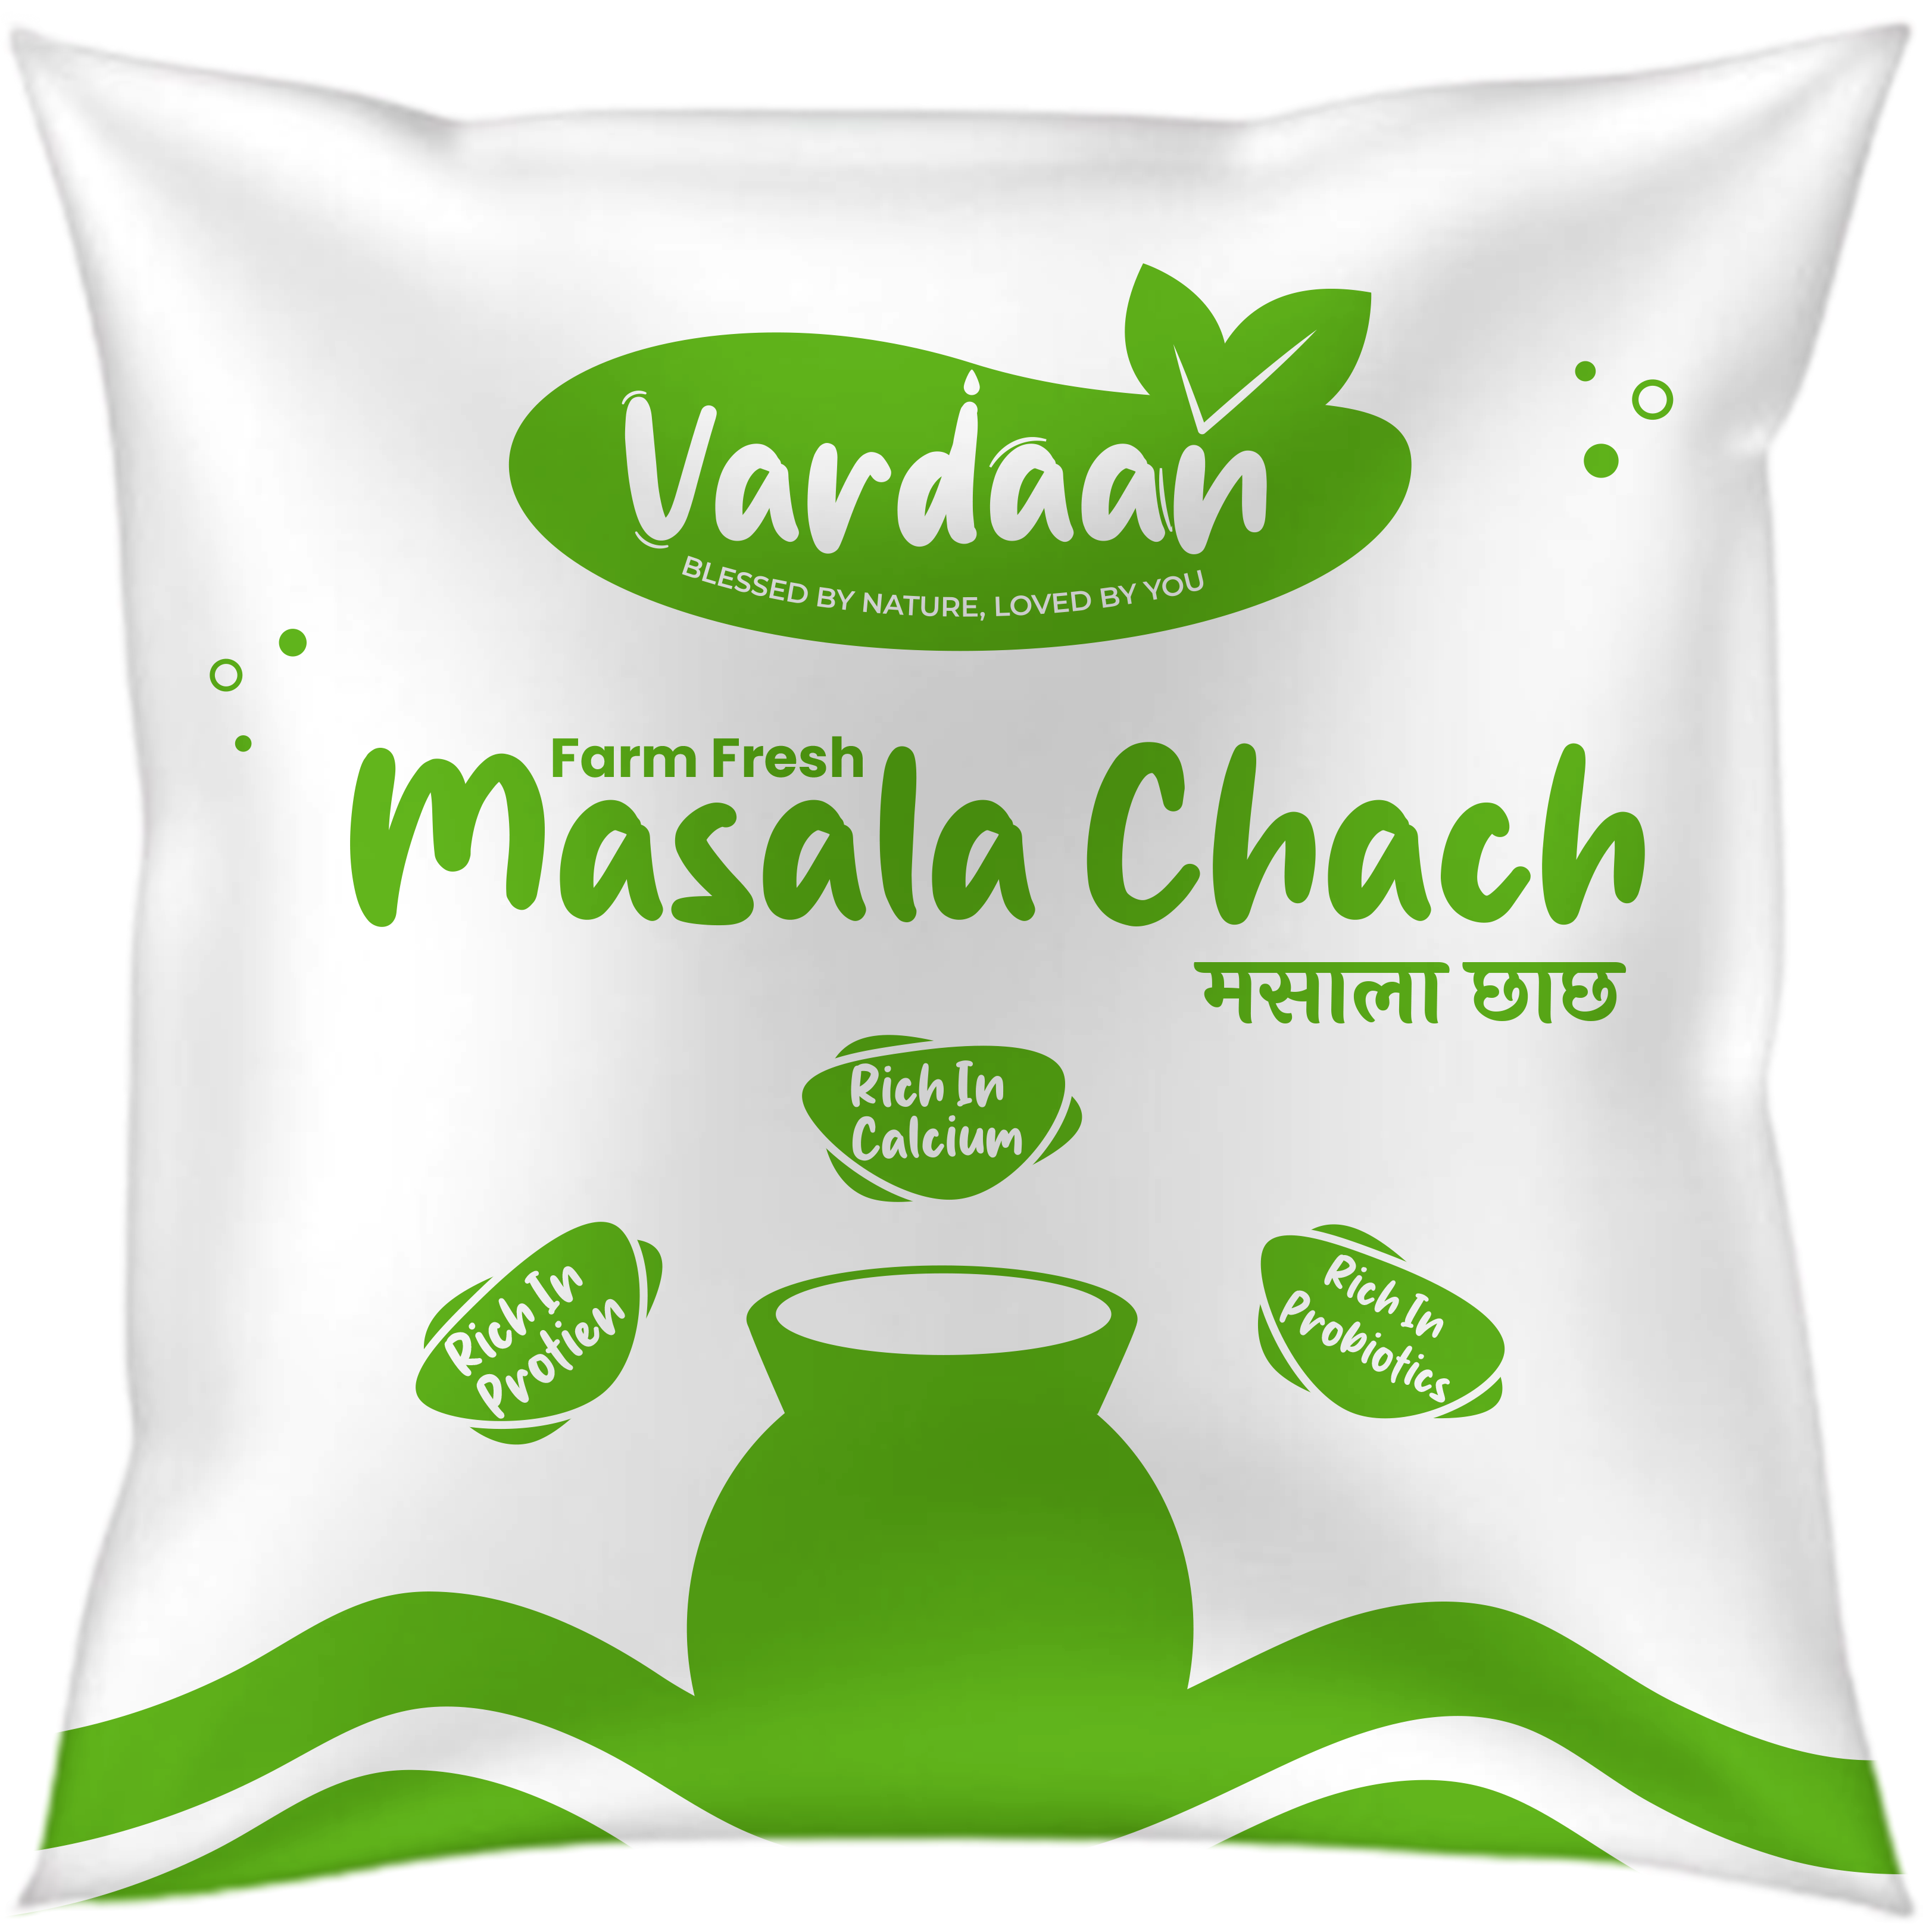 Vardaan
BLESSED BY NATURE, LOVED BY YOU
Farm Fresh
Masala Chach
मसाला छाछ
Rich In
Calcium
Rich In
Protien
Rich In
Probiotics